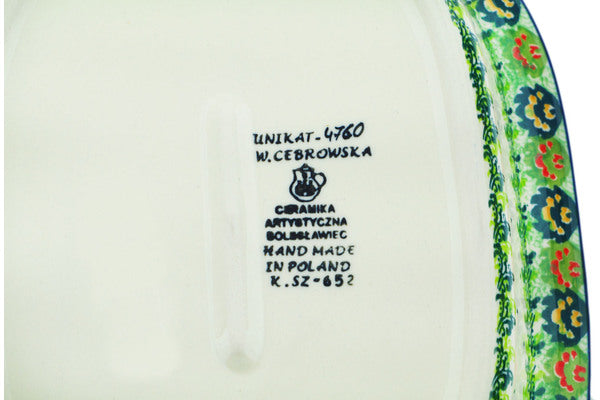 UNIKAT-4760
W.CEBROWSKA
CERAMIKA
ARTYSTYCZNA
BOLESŁAWIEC
HAND MADE
IN POLAND
K.SZ-652